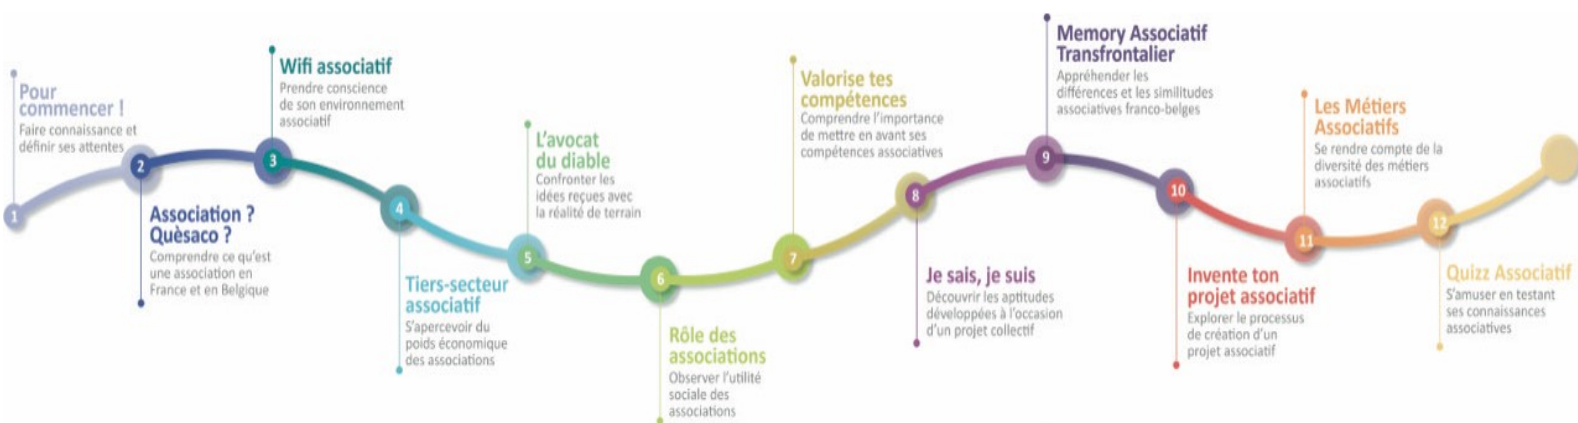 1
Pour
commencer !
Faire connaissance et
définir ses attentes
2
Association ?
Quèsaco ?
Comprendre ce qu'est
une association en
France et en Belgique
3
Wifi associatif
Prendre conscience
de son environnement
associatif
4
Tiers-secteur
associatif
S'apercevoir du
poids économique
des associations
5
L'avocat
du diable
Confronter les
idées reçues avec
la réalité de terrain
6
Rôle des
associations
Observer l'utilité
sociale des
associations
7
Valorise tes
compétences
Comprendre l'importance
de mettre en avant ses
compétences associatives
8
Je sais, je suis
Découvrir les aptitudes
développées à l'occasion
d'un projet collectif
9
Memory Associatif
Transfrontalier
Appréhender les
différences et les similitudes
associatives franco-belges
10
Invente ton
projet associatif
Explorer le processus
de création d'un
projet associatif
11
Les Métiers
Associatifs
Se rendre compte de la
diversité des métiers
associatifs
12
Quizz Associatif
S'amuser en testant
ses connaissances
associatives